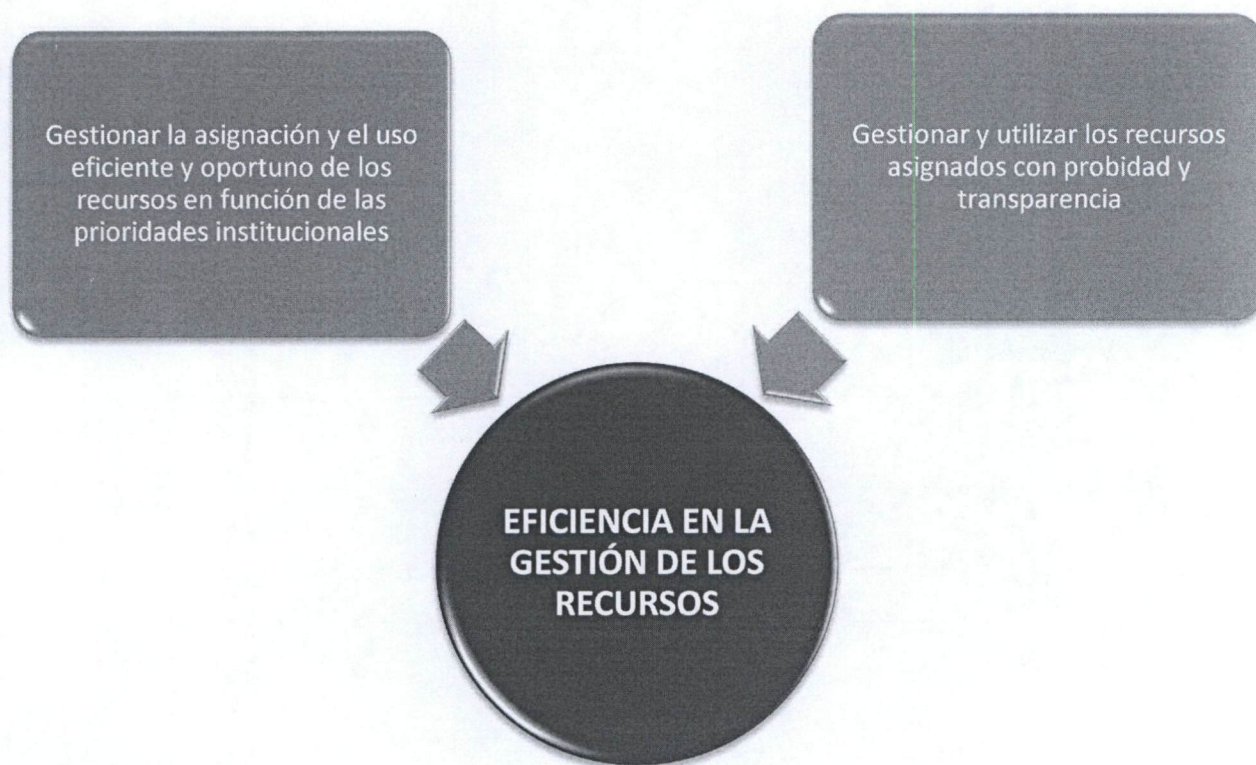 Gestionar la asignación y el uso
eficiente y oportuno de los
recursos en función de las
prioridades institucionales
Gestionar y utilizar los recursos
asignados con probidad y
transparencia
EFICIENCIA EN LA
GESTIÓN DE LOS
RECURSOS